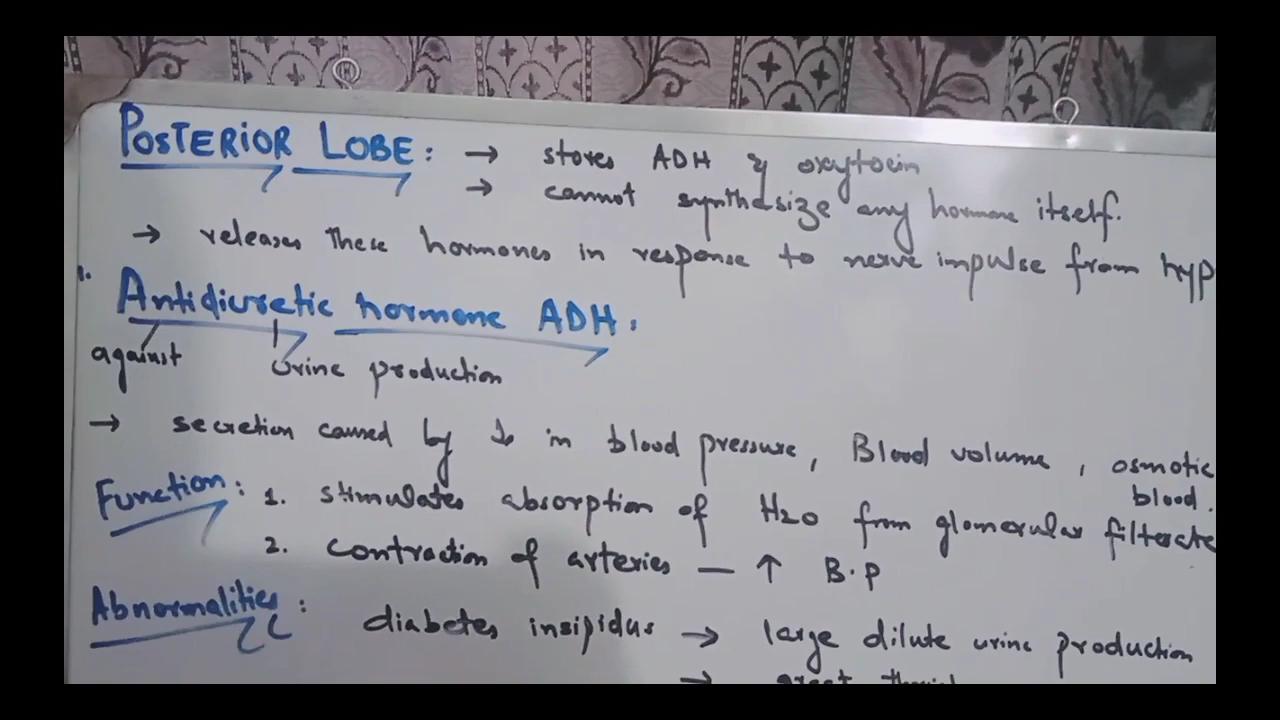 POSTERIOR LOBE: → stores ADH & oxytocin
→ cannot synthesize any hormone itself.
→ releases these hormones in response to nerve impulse from hyp
1. Antidiuretic hormone ADH:
against urine production
→ secretion caused by ↓s in blood pressure, Blood volume, osmotic
blood.
Function: 1. stimulates absorption of H2O from glomerular filterate
2. contraction of arteries — ↑ B.P
Abnormalities: diabetes insipidus → large dilute urine production
→ great